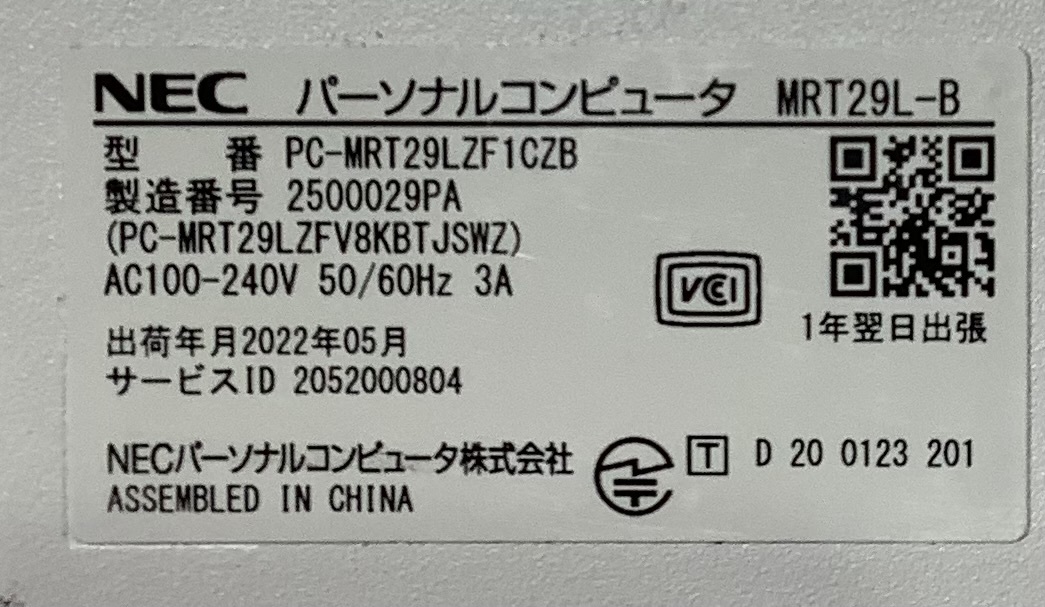 NEC パーソナルコンピュータ MRT29L-B
型 番 PC-MRT29LZF1CZB
製造番号 2500029PA
(PC-MRT29LZFV8KBTJSWZ)
AC100-240V 50/60Hz 3A
VCCI
1年翌日出張
出荷年月2022年05月
サービスID 2052000804
NECパーソナルコンピュータ株式会社
T D 20 0123 201
ASSEMBLED IN CHINA